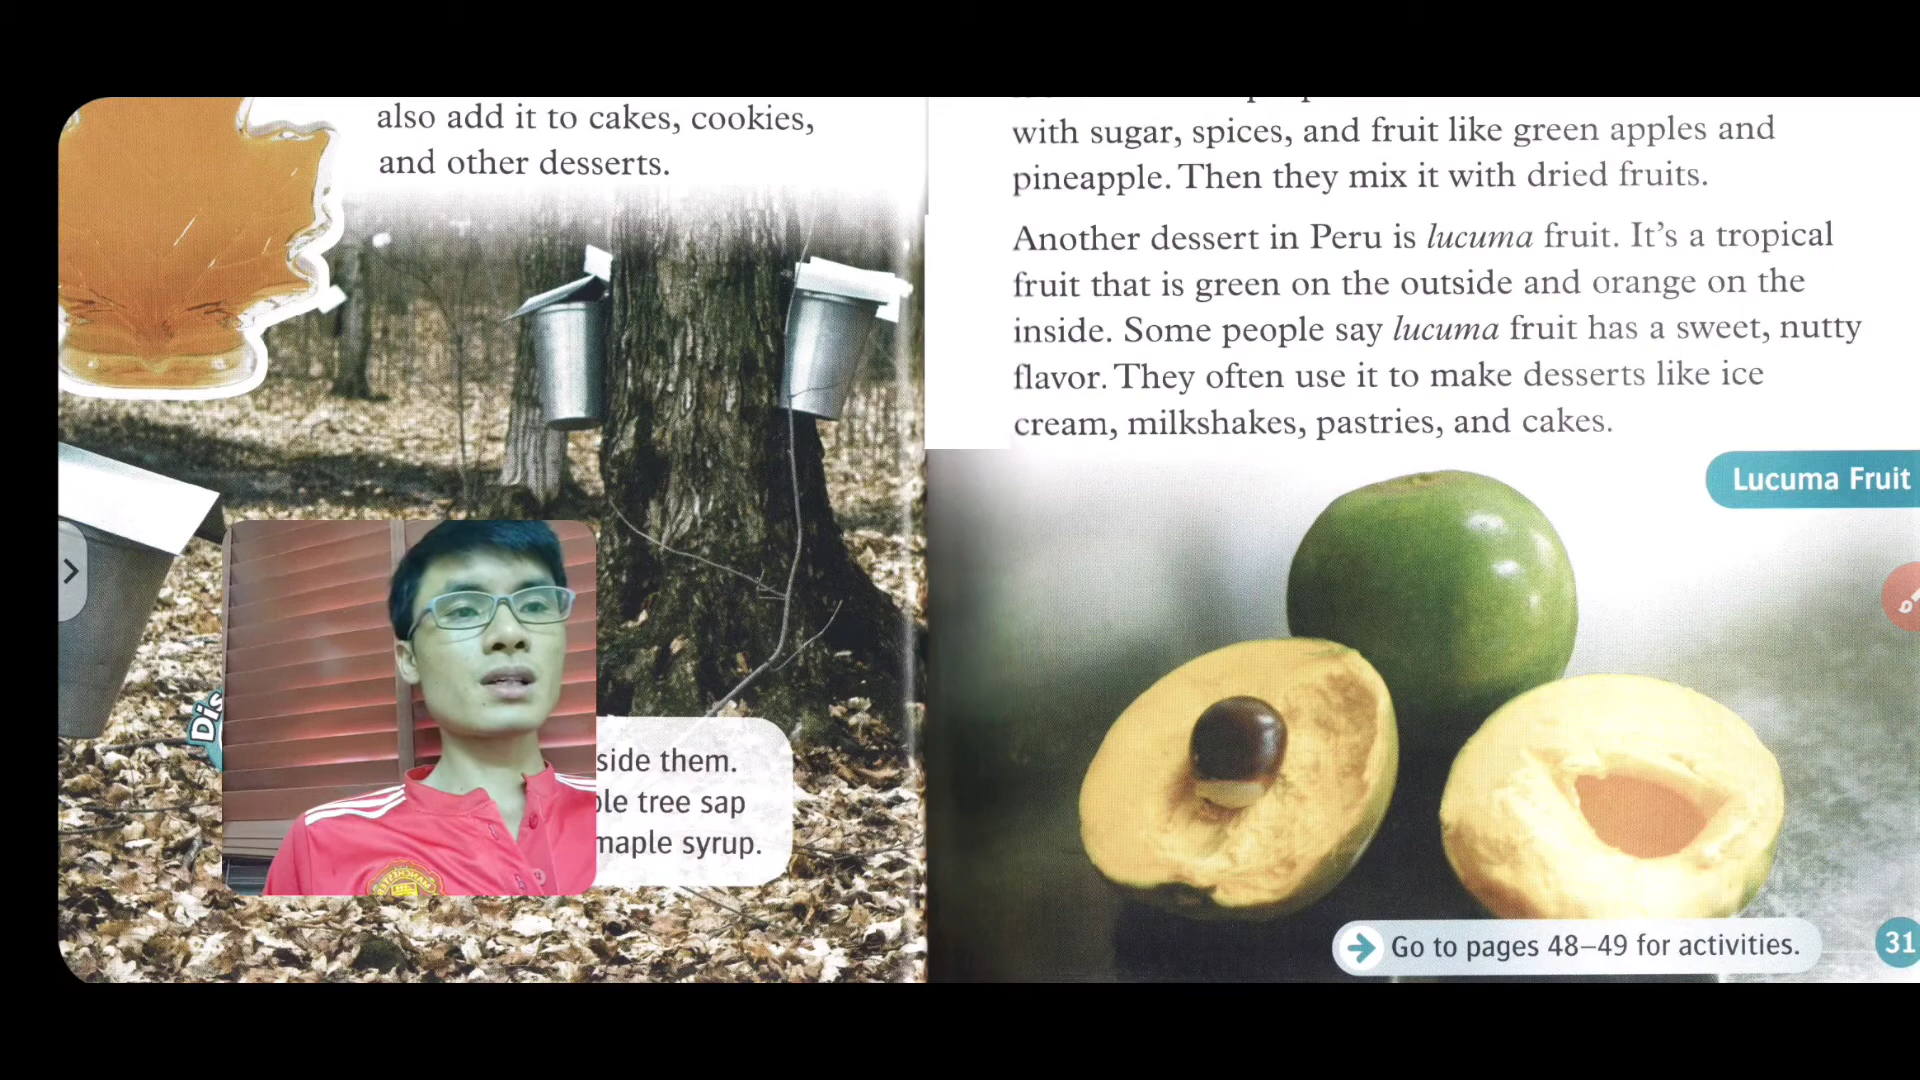 also add it to cakes, cookies,
and other desserts.
Dis
side them.
tree sap
maple syrup.
with sugar, spices, and fruit like green apples and
pineapple. Then they mix it with dried fruits.
Another dessert in Peru is lucuma fruit. It's a tropical
fruit that is green on the outside and orange on the
inside. Some people say lucuma fruit has a sweet, nutty
flavor. They often use it to make desserts like ice
cream, milkshakes, pastries, and cakes.
Lucuma Fruit
Go to pages 48–49 for activities.
31